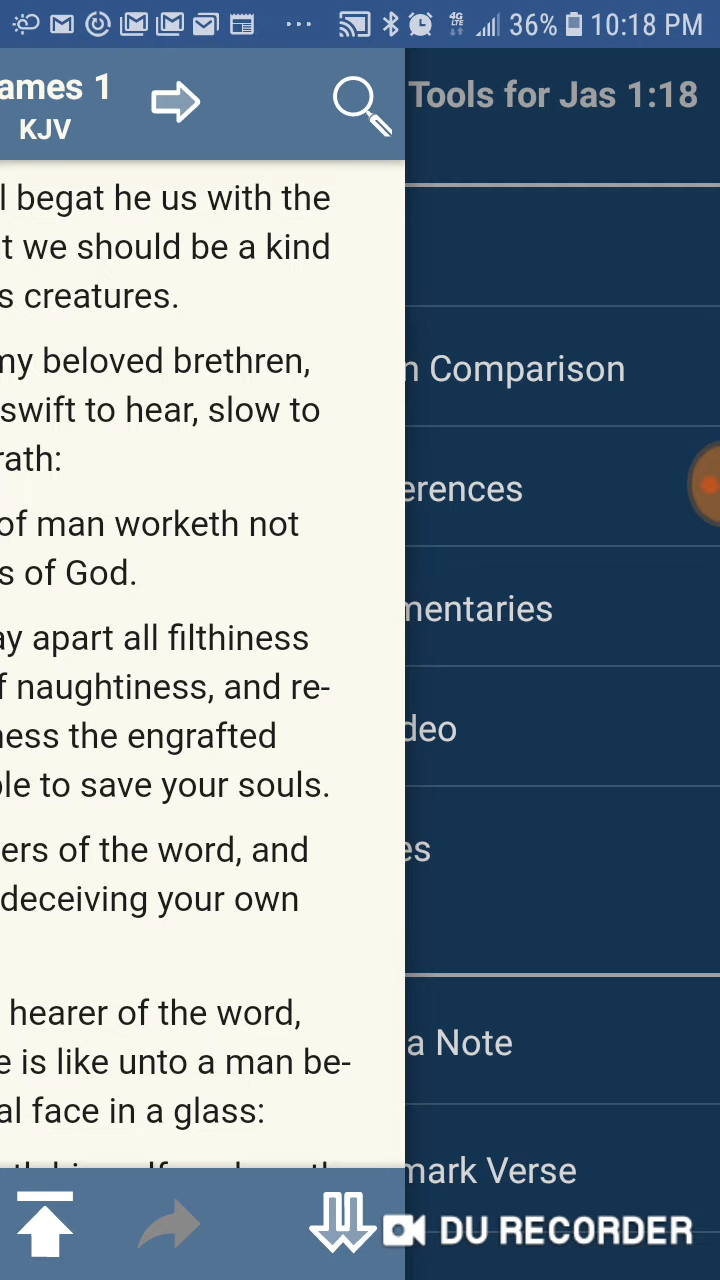 36% 10:18 PM
ames 1
KJV
Tools for Jas 1:18
l begat he us with the
t we should be a kind
s creatures.
my beloved brethren,
swift to hear, slow to
rath:
of man worketh not
s of God.
ay apart all filthiness
f naughtiness, and re-
ness the engrafted
ble to save your souls.
ers of the word, and
deceiving your own
hearer of the word,
e is like unto a man be-
al face in a glass:
n Comparison
erences
mentaries
deo
es
a Note
mark Verse
DU RECORDER